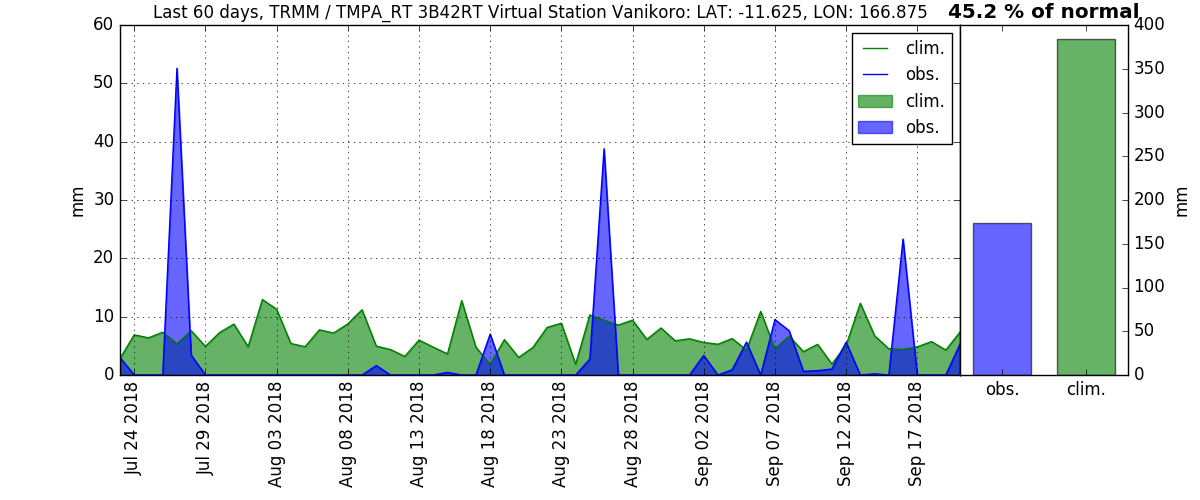 Last 60 days, TRMM / TMPA_RT 3B42RT Virtual Station Vanikoro: LAT: -11.625, LON: 166.875
45.2 % of normal
60
50
40
30
20
10
0
mm
clim.
obs.
clim.
obs.
Jul 24 2018
Jul 29 2018
Aug 03 2018
Aug 08 2018
Aug 13 2018
Aug 18 2018
Aug 23 2018
Aug 28 2018
Sep 02 2018
Sep 07 2018
Sep 12 2018
Sep 17 2018
400
350
300
250
200
150
100
50
0
mm
obs.
clim.